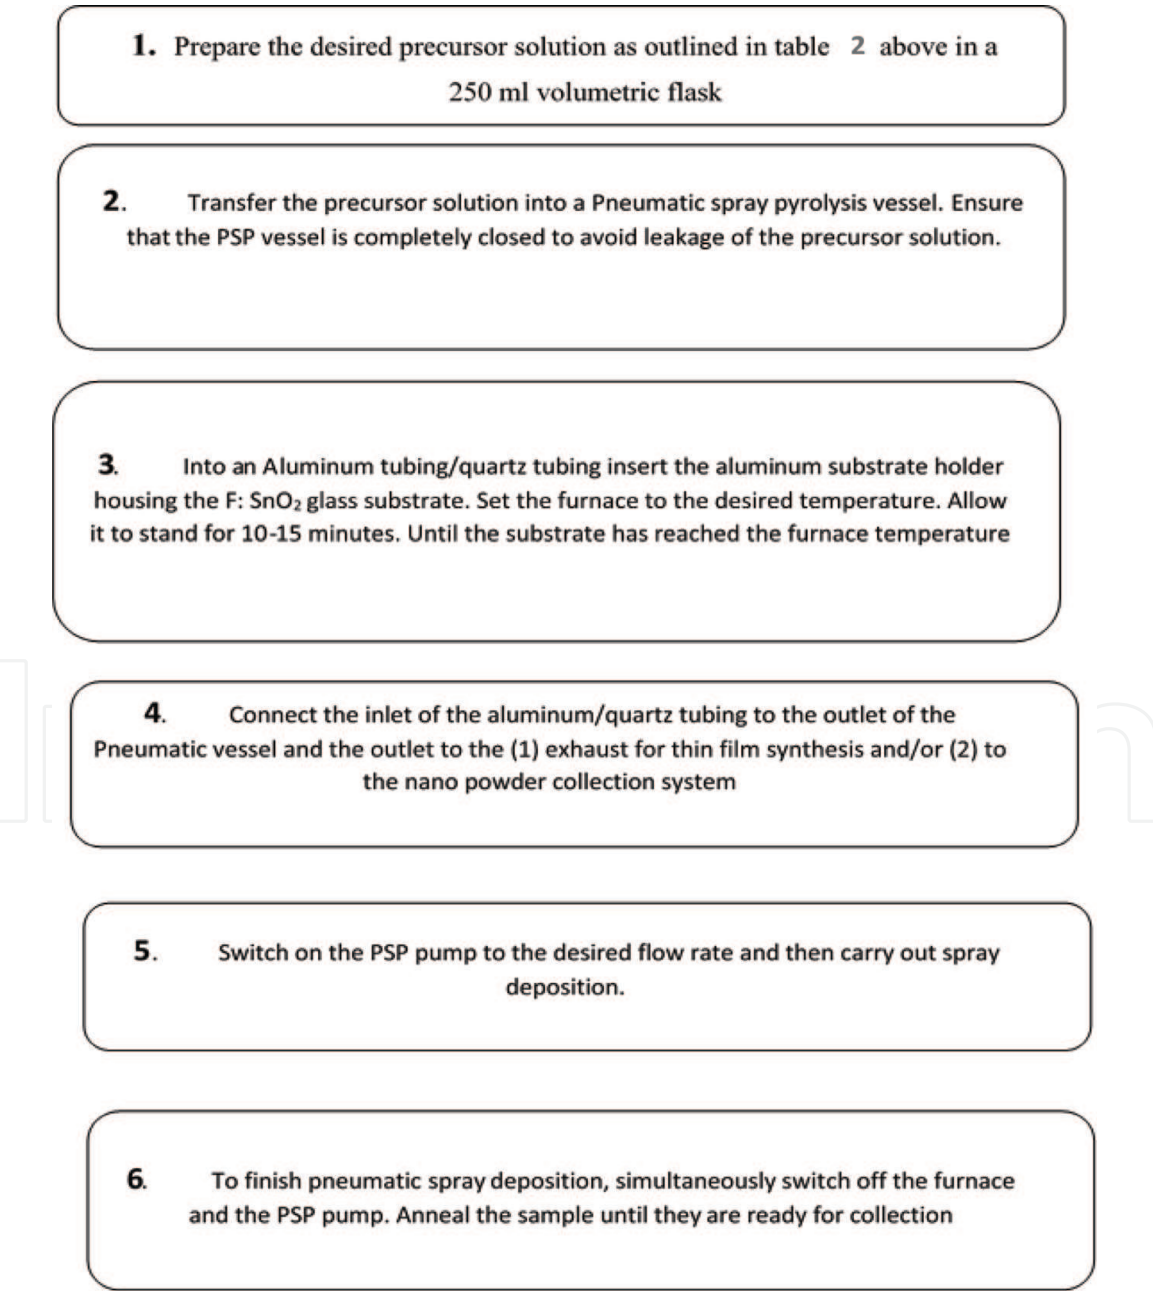 1. Prepare the desired precursor solution as outlined in table 2 above in a
250 ml volumetric flask
2. Transfer the precursor solution into a Pneumatic spray pyrolysis vessel. Ensure
that the PSP vessel is completely closed to avoid leakage of the precursor solution.
3. Into an Aluminum tubing/quartz tubing insert the aluminum substrate holder
housing the F: SnO₂ glass substrate. Set the furnace to the desired temperature. Allow
it to stand for 10-15 minutes. Until the substrate has reached the furnace temperature
4. Connect the inlet of the aluminum/quartz tubing to the outlet of the
Pneumatic vessel and the outlet to the (1) exhaust for thin film synthesis and/or (2) to
the nano powder collection system
5. Switch on the PSP pump to the desired flow rate and then carry out spray
deposition.
6. To finish pneumatic spray deposition, simultaneously switch off the furnace
and the PSP pump. Anneal the sample until they are ready for collection